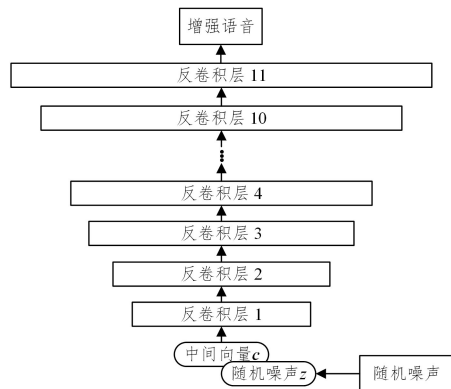 增强语音
反卷积层 11
反卷积层 10
反卷积层 4
反卷积层 3
反卷积层 2
反卷积层 1
中间向量c
随机噪声z
随机噪声